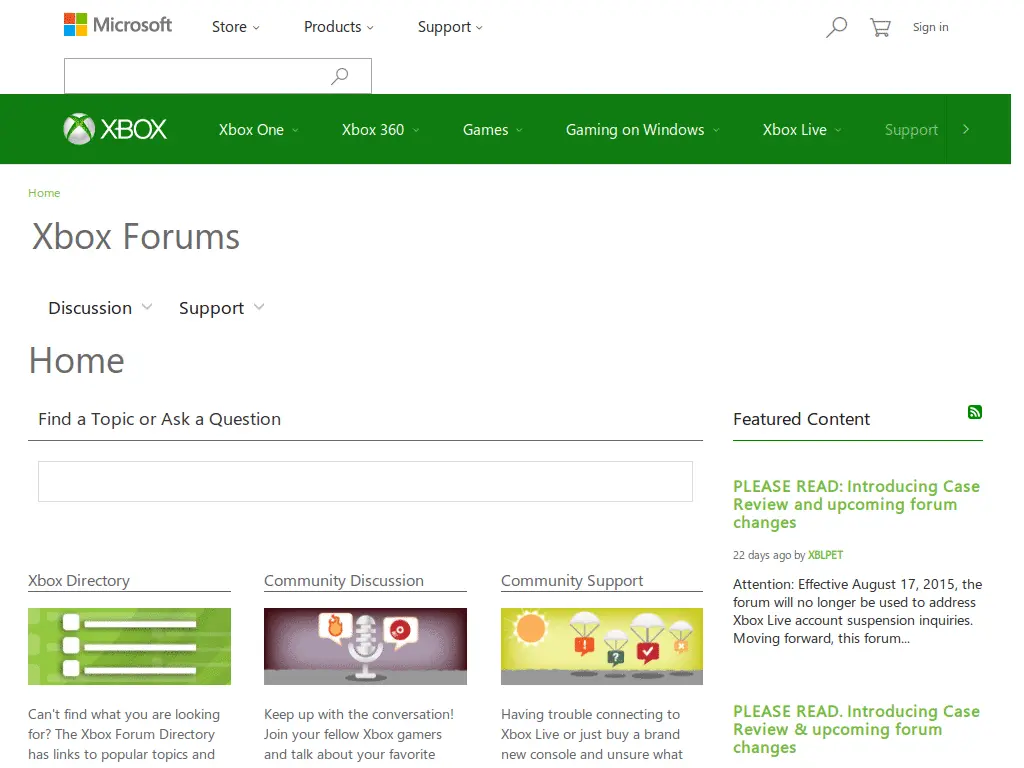 Microsoft
Store
Products
Support
Sign in
XBOX
Xbox One
Xbox 360
Games
Gaming on Windows
Xbox Live
Support
Home
Xbox Forums
Discussion
Support
Home
Find a Topic or Ask a Question
Xbox Directory
Can't find what you are looking
for? The Xbox Forum Directory
has links to popular topics and
Community Discussion
Keep up with the conversation!
Join your fellow Xbox gamers
and talk about your favorite
Community Support
Having trouble connecting to
Xbox Live or just buy a brand
new console and unsure what
Featured Content
PLEASE READ: Introducing Case
Review and upcoming forum
changes
22 days ago by XBLPET
Attention: Effective August 17, 2015, the
forum will no longer be used to address
Xbox Live account suspension inquiries.
Moving forward, this forum...
PLEASE READ. Introducing Case
Review & upcoming forum
changes